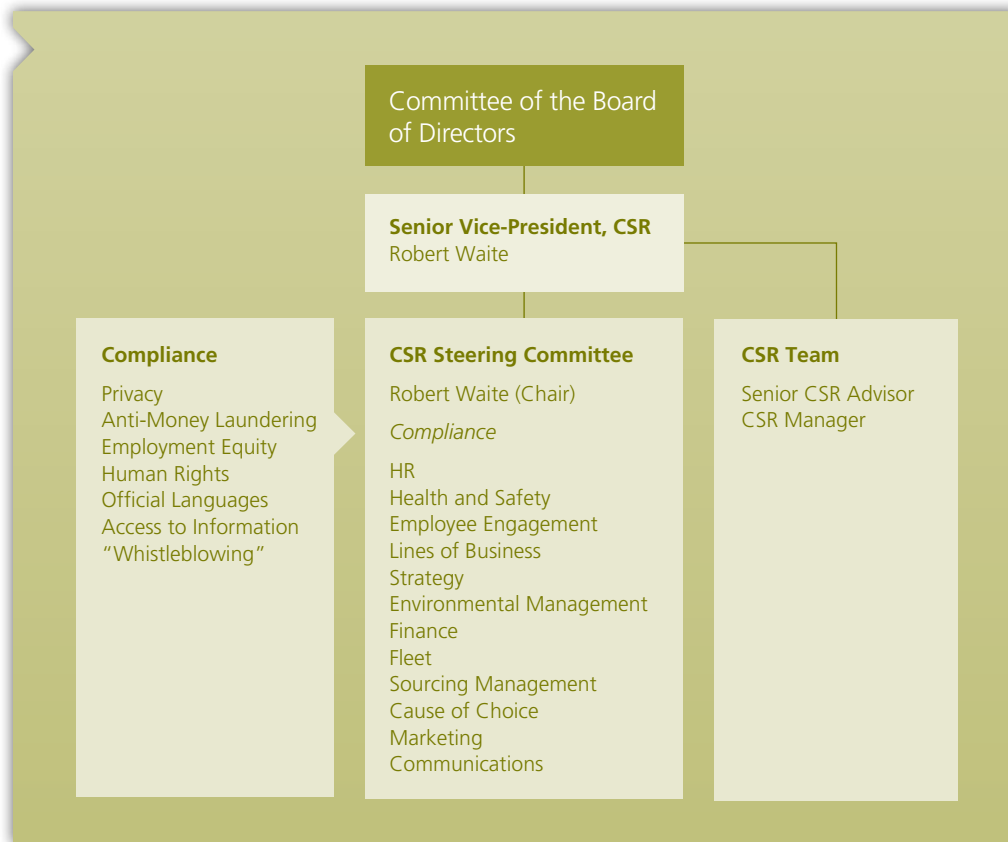 Committee of the Board
of Directors
Senior Vice-President, CSR
Robert Waite
Compliance
Privacy
Anti-Money Laundering
Employment Equity
Human Rights
Official Languages
Access to Information
“Whistleblowing”
CSR Steering Committee
Robert Waite (Chair)
Compliance
HR
Health and Safety
Employee Engagement
Lines of Business
Strategy
Environmental Management
Finance
Fleet
Sourcing Management
Cause of Choice
Marketing
Communications
CSR Team
Senior CSR Advisor
CSR Manager